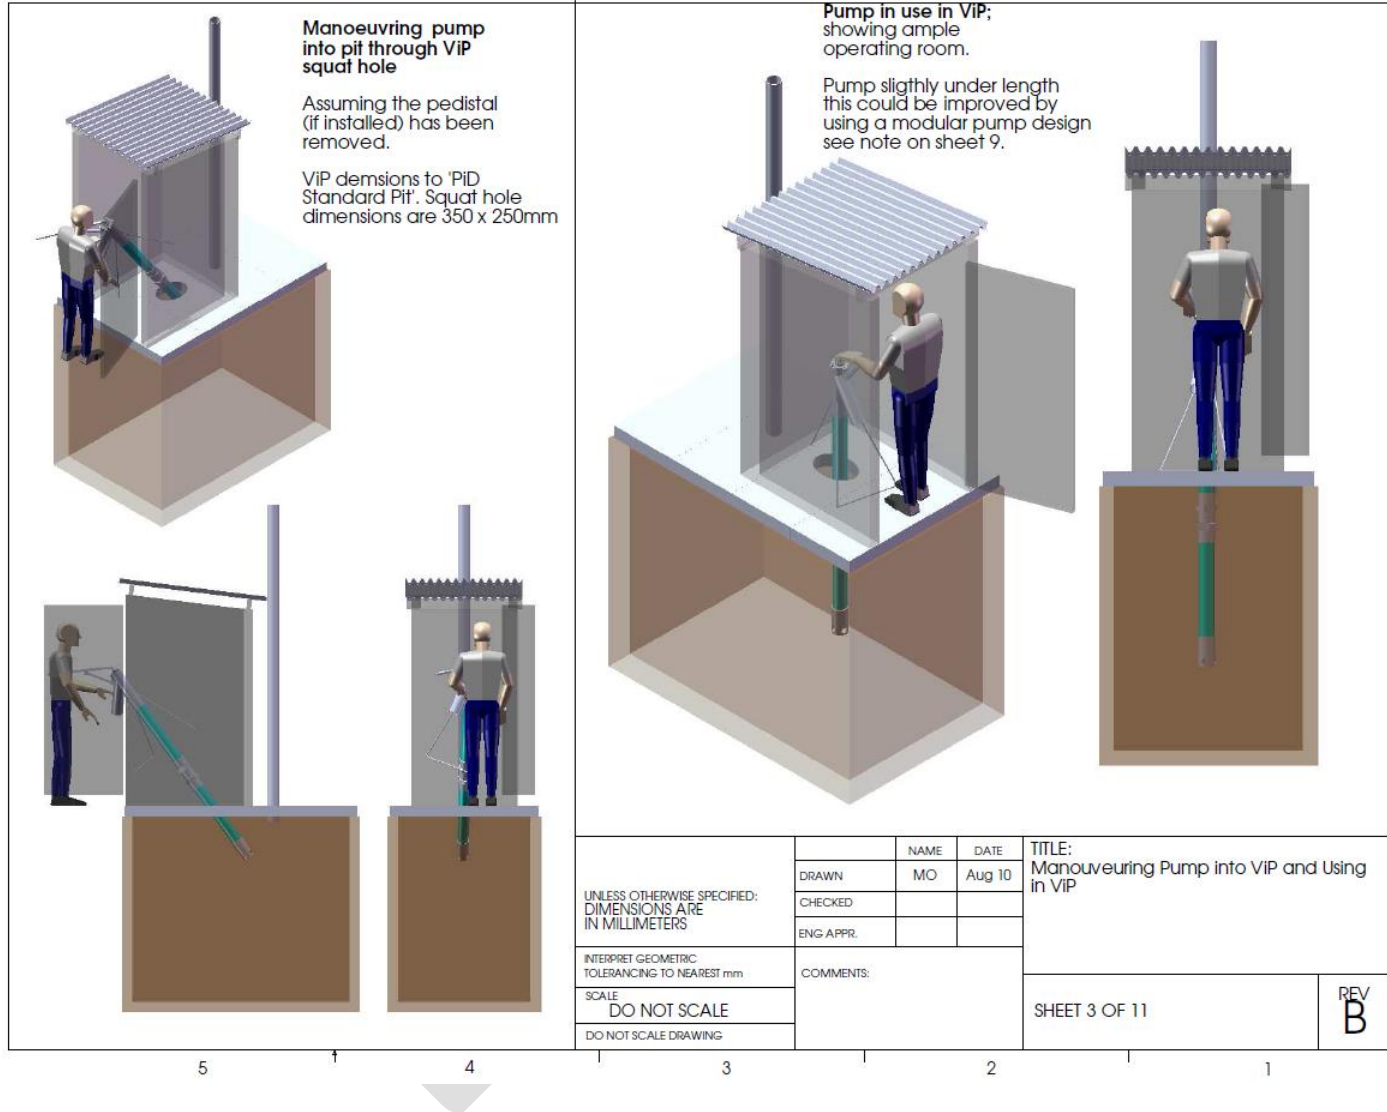 Manoeuvring pump
into pit through ViP
squat hole
Assuming the pedistal
(if installed) has been
removed.
ViP demsions to 'PiD
Standard Pit'. Squat hole
dimensions are 350 x 250mm
Pump in use in ViP;
showing ample
operating room.
Pump sligthly under length
this could be improved by
using a modular pump design
see note on sheet 9.
UNLESS OTHERWISE SPECIFIED:
DIMENSIONS ARE
IN MILLIMETERS
INTERPRET GEOMETRIC
TOLERANCING TO NEAREST mm
SCALE
DO NOT SCALE
DO NOT SCALE DRAWING
NAME DATE
DRAWN MO Aug 10
CHECKED
ENG APPR.
COMMENTS:
TITLE:
Manouveuring Pump into ViP and Using
in ViP
SHEET 3 OF 11
REV
B
5 4 3 2 1